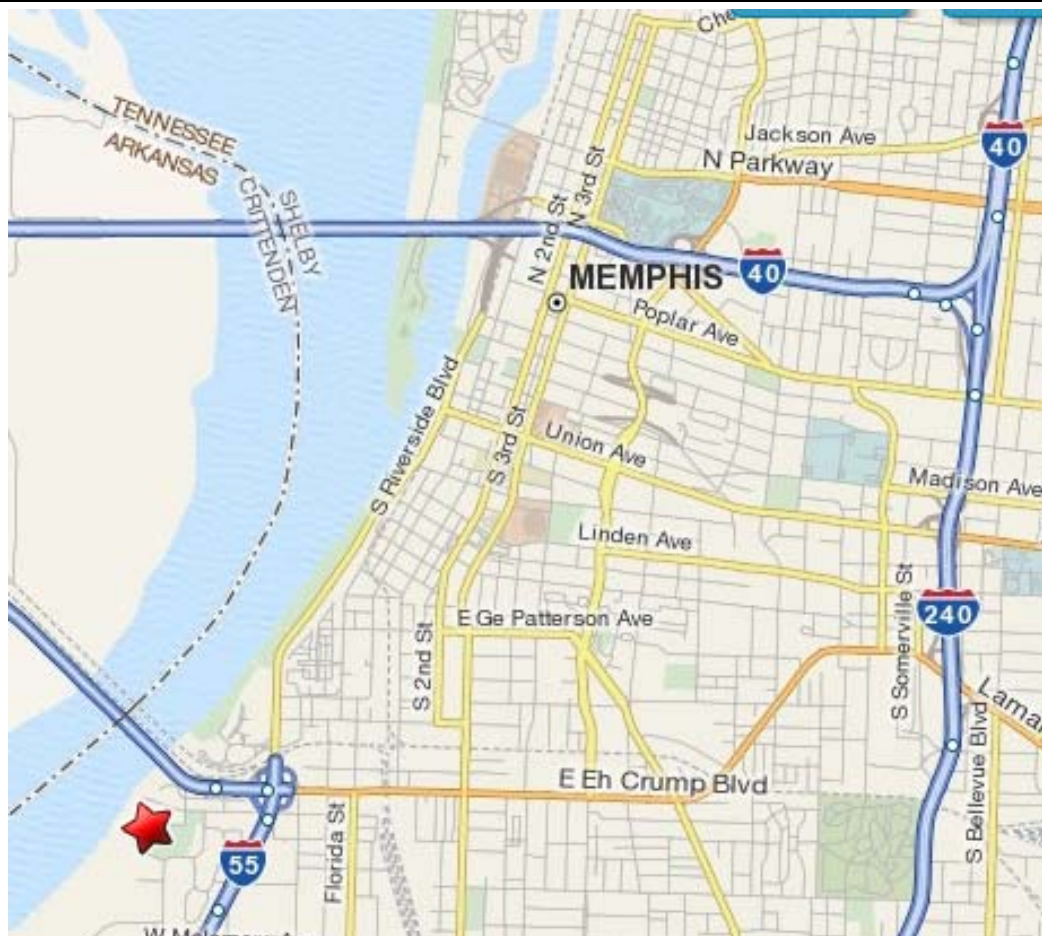 Che
Jackson Ave
40
N Parkway
TENNESSEE
ARKANSAS
SHELBY
CRITTENDEN
N 3rd St
N 2nd St
MEMPHIS
40
Poplar Ave
S Riverside Blvd
S 3rd St
Union Ave
Madison Ave
Linden Ave
E Ge Patterson Ave
240
S 2nd St
S Somerville St
Lamar
S Bellevue Blvd
E Eh Crump Blvd
Florida St
55